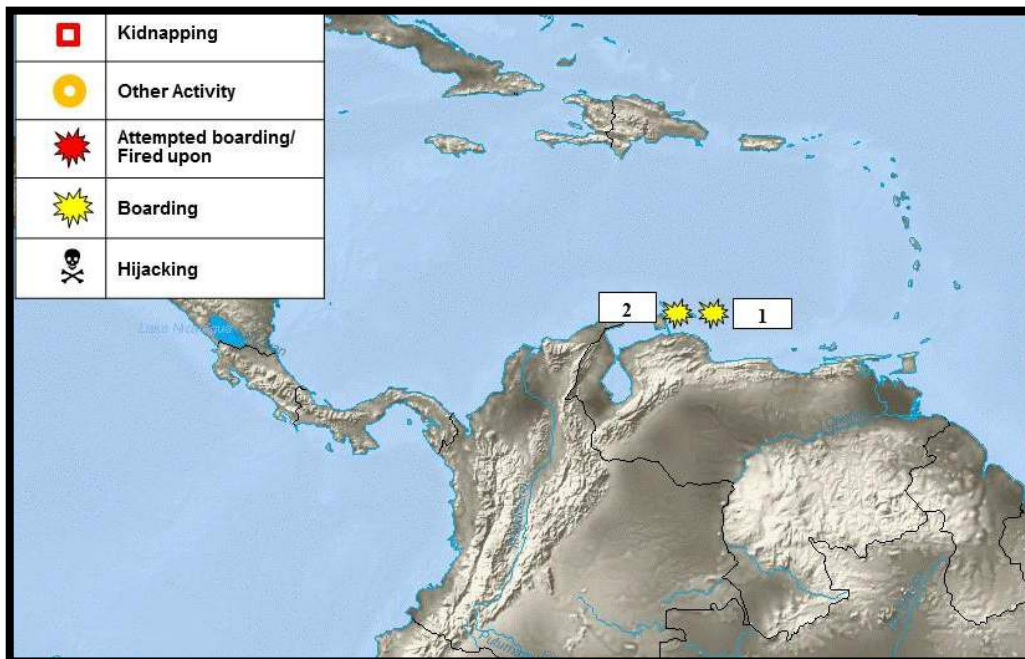 Kidnapping
Other Activity
Attempted boarding/
Fired upon
Boarding
Hijacking
2
1
Lake Nicaragua